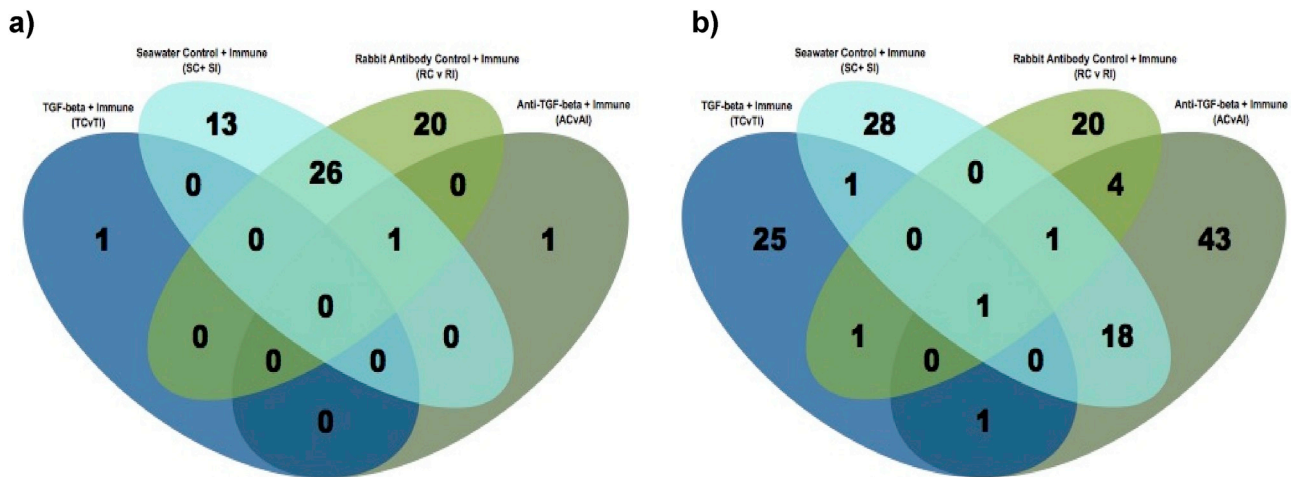 a)
Seawater Control + Immune
(SC+ SI)
Rabbit Antibody Control + Immune
(RC v RI)
TGF-beta + Immune
(TCvTI)
Anti-TGF-beta + Immune
(ACvAI)
13
20
0
26
0
1
0
1
1
0
0
0
0
0
0
b)
Seawater Control + Immune
(SC+ SI)
Rabbit Antibody Control + Immune
(RC v RI)
TGF-beta + Immune
(TCvTI)
Anti-TGF-beta + Immune
(ACvAI)
28
20
1
0
4
25
0
1
43
1
1
18
0
0
1